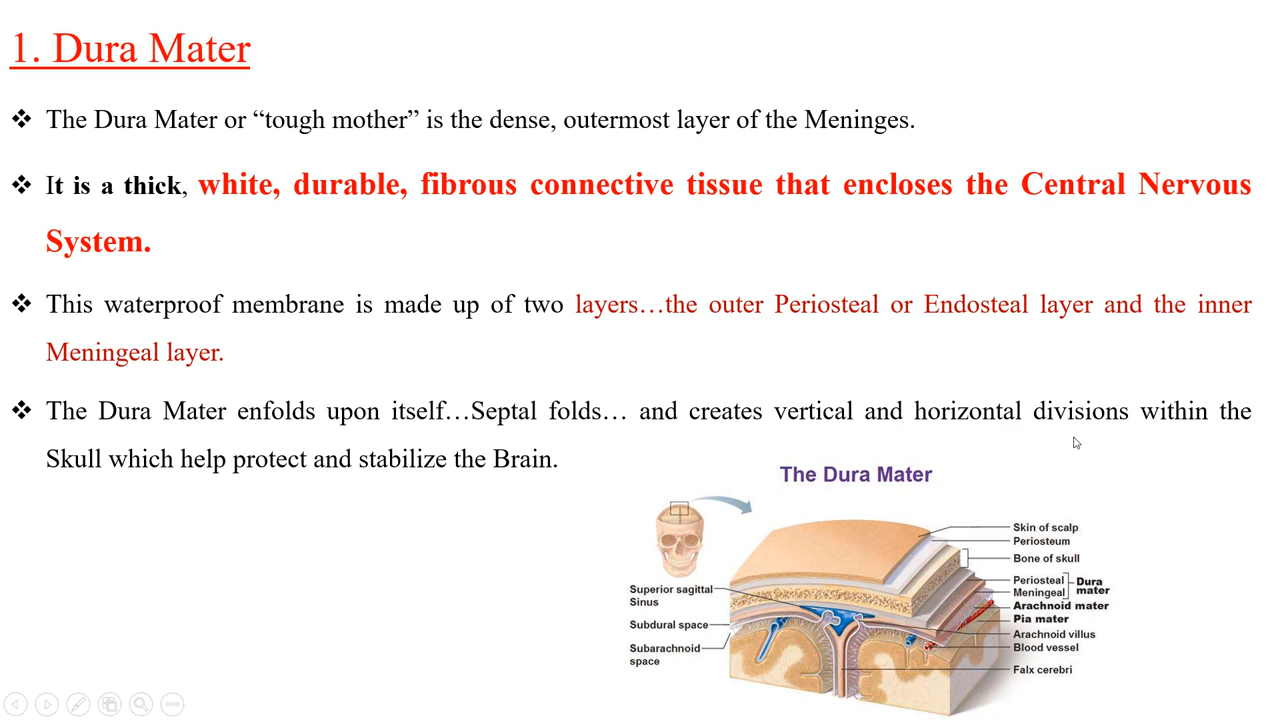 1. Dura Mater
❖ The Dura Mater or “tough mother” is the dense, outermost layer of the Meninges.
❖ It is a thick, white, durable, fibrous connective tissue that encloses the Central Nervous
System.
❖ This waterproof membrane is made up of two layers…the outer Periosteal or Endosteal layer and the inner
Meningeal layer.
❖ The Dura Mater enfolds upon itself…Septal folds… and creates vertical and horizontal divisions within the
Skull which help protect and stabilize the Brain.
The Dura Mater
Skin of scalp
Periosteum
Bone of skull
Periosteal
Meningeal
Dura
mater
Arachnoid mater
Pia mater
Arachnoid villus
Blood vessel
Falx cerebri
Superior sagittal
Sinus
Subdural space
Subarachnoid
space